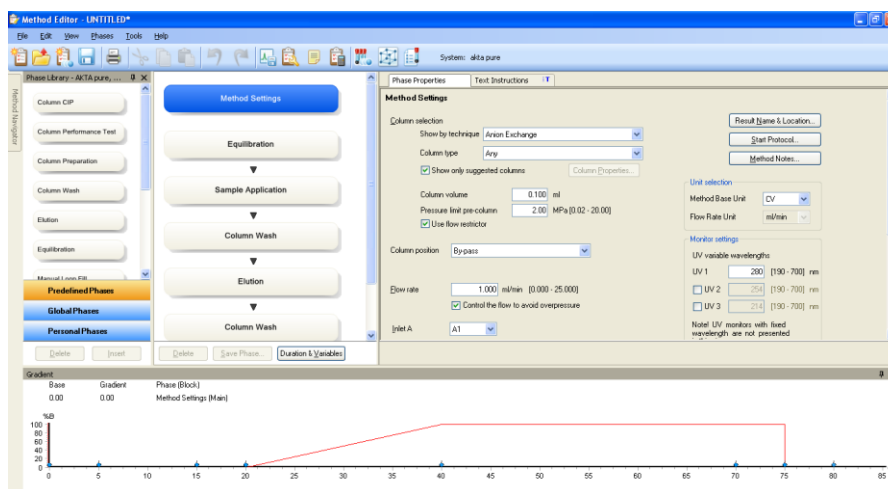 Method Editor - UNTITLED*
File Edit View Phases Tools Help
System: akta pure
Method Navigator
Phase Library - AKTA pure, ...
Column CIP
Column Performance Test
Column Preparation
Column Wash
Elution
Equilibration
Manual Loop Fill
Predefined Phases
Global Phases
Personal Phases
Delete Insert
Method Settings
Equilibration
Sample Application
Column Wash
Elution
Column Wash
Delete Save Phase... Duration & Variables
Phase Properties Text Instructions T
Method Settings
Column selection
Show by technique Anion Exchange
Column type Any
Show only suggested columns Column Properties...
Column volume 0.100 ml
Pressure limit pre-column 2.00 MPa [0.02 - 20.00]
Use flow restrictor
Column position By-pass
Flow rate 1.000 ml/min [0.000 - 25.000]
Control the flow to avoid overpressure
Inlet A A1
Result Name & Location...
Start Protocol...
Method Notes...
Unit selection
Method Base Unit CV
Flow Rate Unit ml/min
Monitor settings
UV variable wavelengths
UV 1 280 [190 - 700] nm
UV 2 254 [190 - 700] nm
UV 3 214 [190 - 700] nm
Note! UV monitors with fixed
wavelength are not presented
Gradient
Base Gradient Phase (Block)
0.00 0.00 Method Settings (Main)
%B
100
80
60
40
20
0
0 5 10 15 20 25 30 35 40 45 50 55 60 65 70 75 80 85